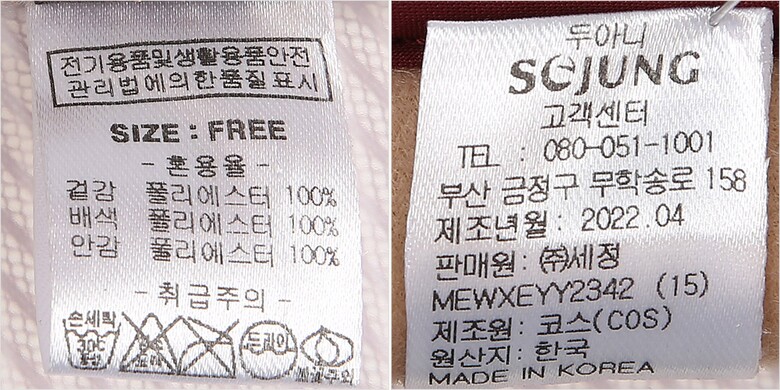 전기용품및생활용품안전
관리법에의한품질표시
SIZE : FREE
- 혼용율 -
겉감 폴리에스터 100%
배색 폴리에스터 100%
안감 폴리에스터 100%
- 취급주의 -
손세탁
30℃
드라이
두아니
SEJUNG
고객센터
TEL : 080-051-1001
부산 금정구 무학송로 158
제조년월: 2022.04
판매원: ㈜세정
MEWXEYY2342 (15)
제조원: 코스(COS)
원산지: 한국
MADE IN KOREA